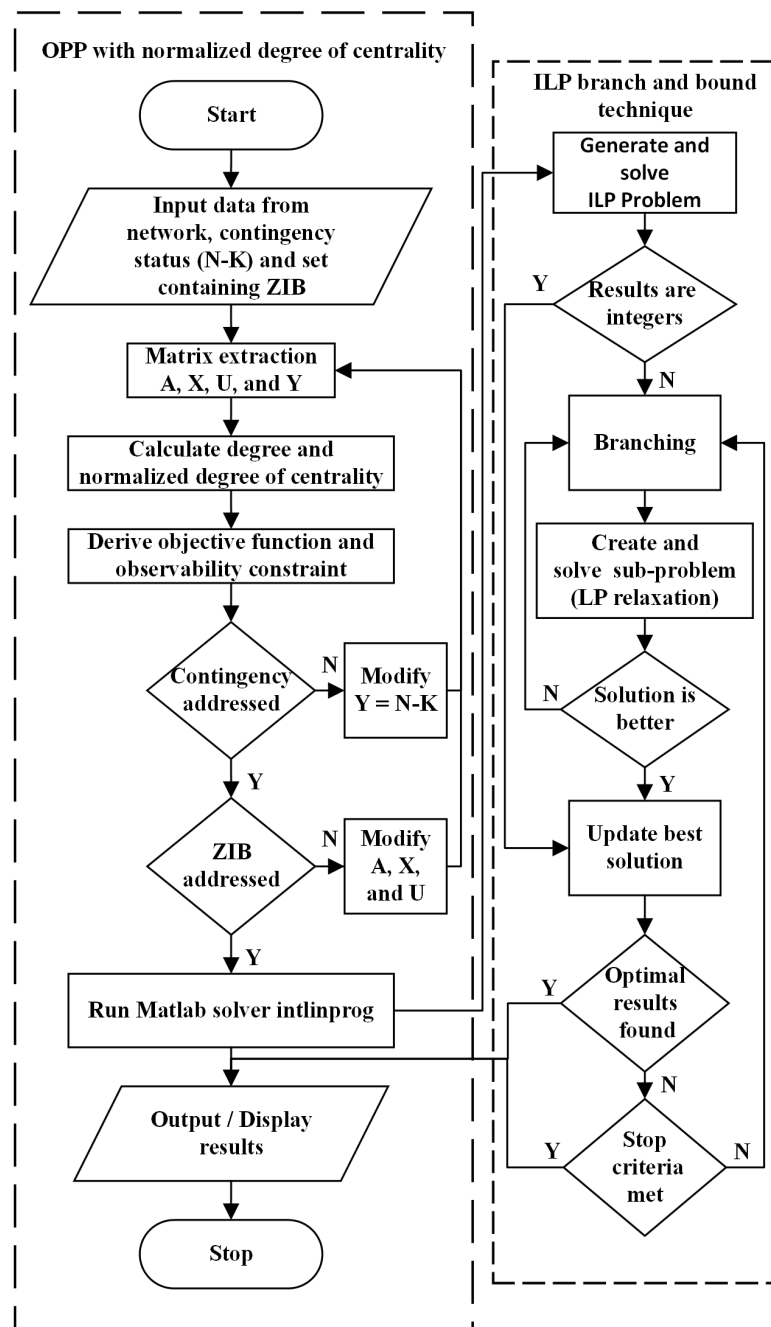 OPP with normalized degree of centrality
Start
Input data from
network, contingency
status (N-K) and set
containing ZIB
Matrix extraction
A, X, U, and Y
Calculate degree and
normalized degree of centrality
Derive objective function and
observability constraint
Contingency
addressed
N
Modify
Y = N-K
Y
ZIB
addressed
N
Modify
A, X,
and U
Y
Run Matlab solver intlinprog
Output / Display
results
Stop
ILP branch and bound
technique
Generate and
solve
ILP Problem
Y
Results are
integers
N
Branching
Create and
solve sub-problem
(LP relaxation)
N
Solution is
better
Y
Update best
solution
Y
Optimal
results
found
N
Y
Stop
criteria
met
N